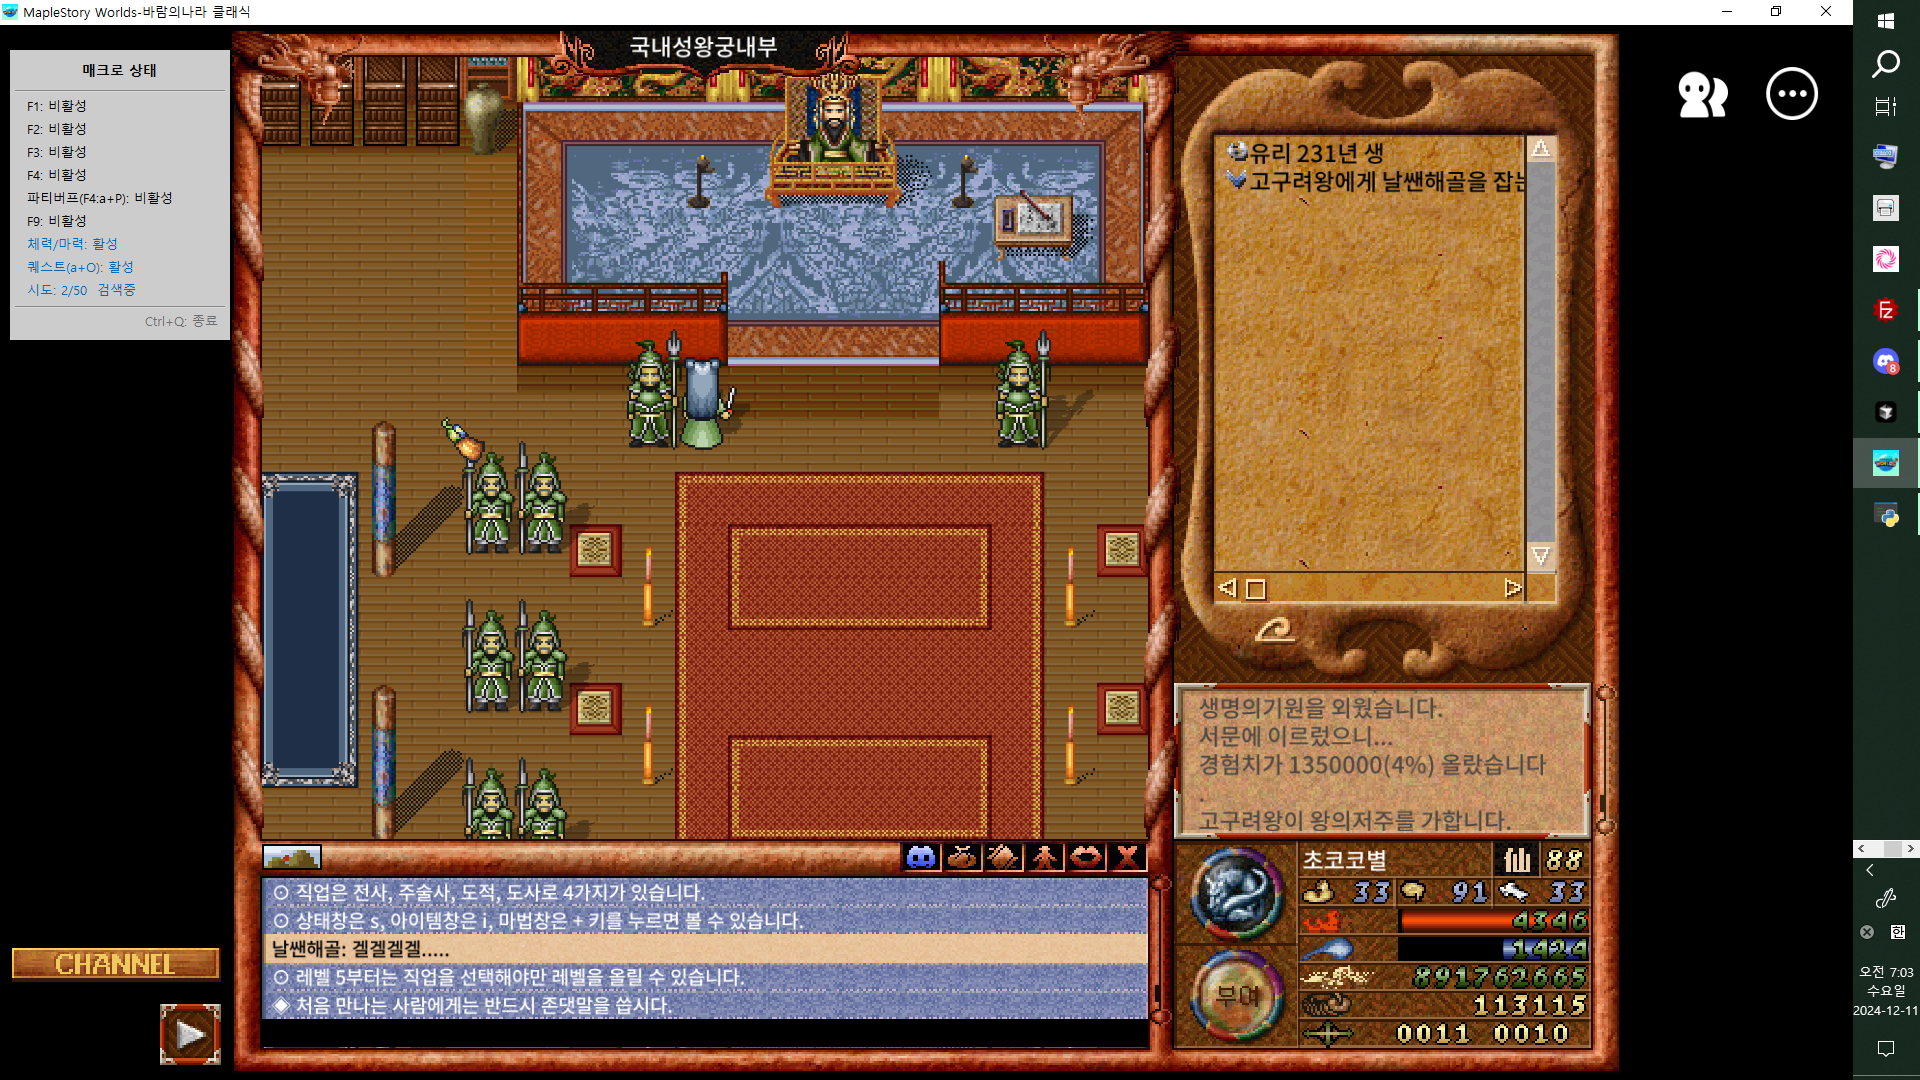 MapleStory Worlds-바람의나라 클래식
매크로 상태
F1: 비활성
F2: 비활성
F3: 비활성
F4: 비활성
파티버프(F4:a+P): 비활성
F9: 비활성
체력/마력: 활성
퀘스트(a+O): 활성
시도: 2/50 검색중
Ctrl+Q: 종료
국내성왕궁내부
유리 231년 생
고구려왕에게 날쌘해골을 잡는
생명의기원을 외웠습니다.
서문에 이르렀으니...
경험치가 1350000(4%) 올랐습니다
.
고구려왕이 왕의저주를 가합니다.
초코코별 88
33 91 33
4346
1424
891762665
113115
0011 0010
부여
⊙ 직업은 전사, 주술사, 도적, 도사로 4가지가 있습니다.
⊙ 상태창은 s, 아이템창은 i, 마법창은 + 키를 누르면 볼 수 있습니다.
날쌘해골: 겔겔겔겔.....
⊙ 레벨 5부터는 직업을 선택해야만 레벨을 올릴 수 있습니다.
◈ 처음 만나는 사람에게는 반드시 존댓말을 씁시다.
CHANNEL
8
한
오전 7:03
수요일
2024-12-11